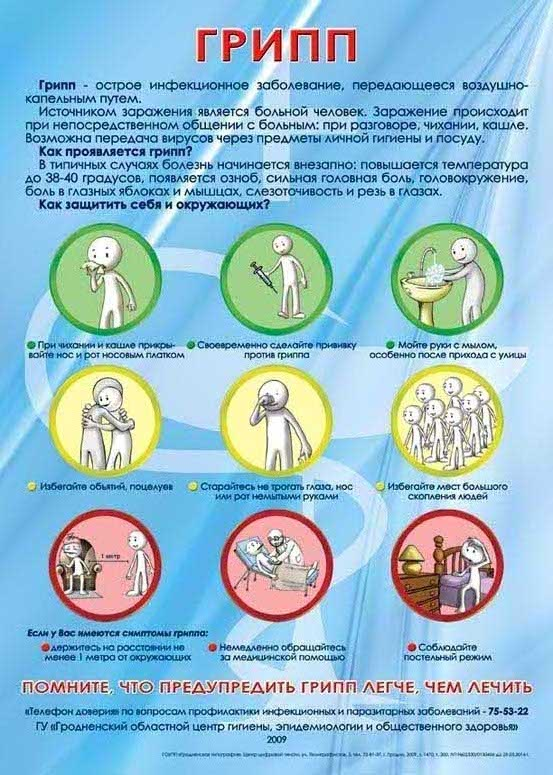 ГРИПП
Грипп - острое инфекционное заболевание, передающееся воздушно-
капельным путем.
Источником заражения является больной человек. Заражение происходит
при непосредственном общении с больным: при разговоре, чихании, кашле.
Возможна передача вирусов через предметы личной гигиены и посуду.
Как проявляется грипп?
В типичных случаях болезнь начинается внезапно: повышается температура
до 38-40 градусов, появляется озноб, сильная головная боль, головокружение,
боль в глазных яблоках и мышцах, слезоточивость и резь в глазах.
Как защитить себя и окружающих?
При чихании и кашле прикры-
вайте нос и рот носовым платком
Своевременно сделайте прививку
против гриппа
Мойте руки с мылом,
особенно после прихода с улицы
Избегайте объятий, поцелуев
Старайтесь не трогать глаза, нос
или рот немытыми руками
Избегайте мест большого
скопления людей
1 метр
Если у Вас имеются симптомы гриппа:
держитесь на расстоянии не
менее 1 метра от окружающих
Немедленно обращайтесь
за медицинской помощью
Соблюдайте
постельный режим
ПОМНИТЕ, ЧТО ПРЕДУПРЕДИТЬ ГРИПП ЛЕГЧЕ, ЧЕМ ЛЕЧИТЬ
«Телефон доверия» по вопросам профилактики инфекционных и паразитарных заболеваний - 75-53-22
ГУ «Гродненский областной центр гигиены, эпидемиологии и общественного здоровья»
2009